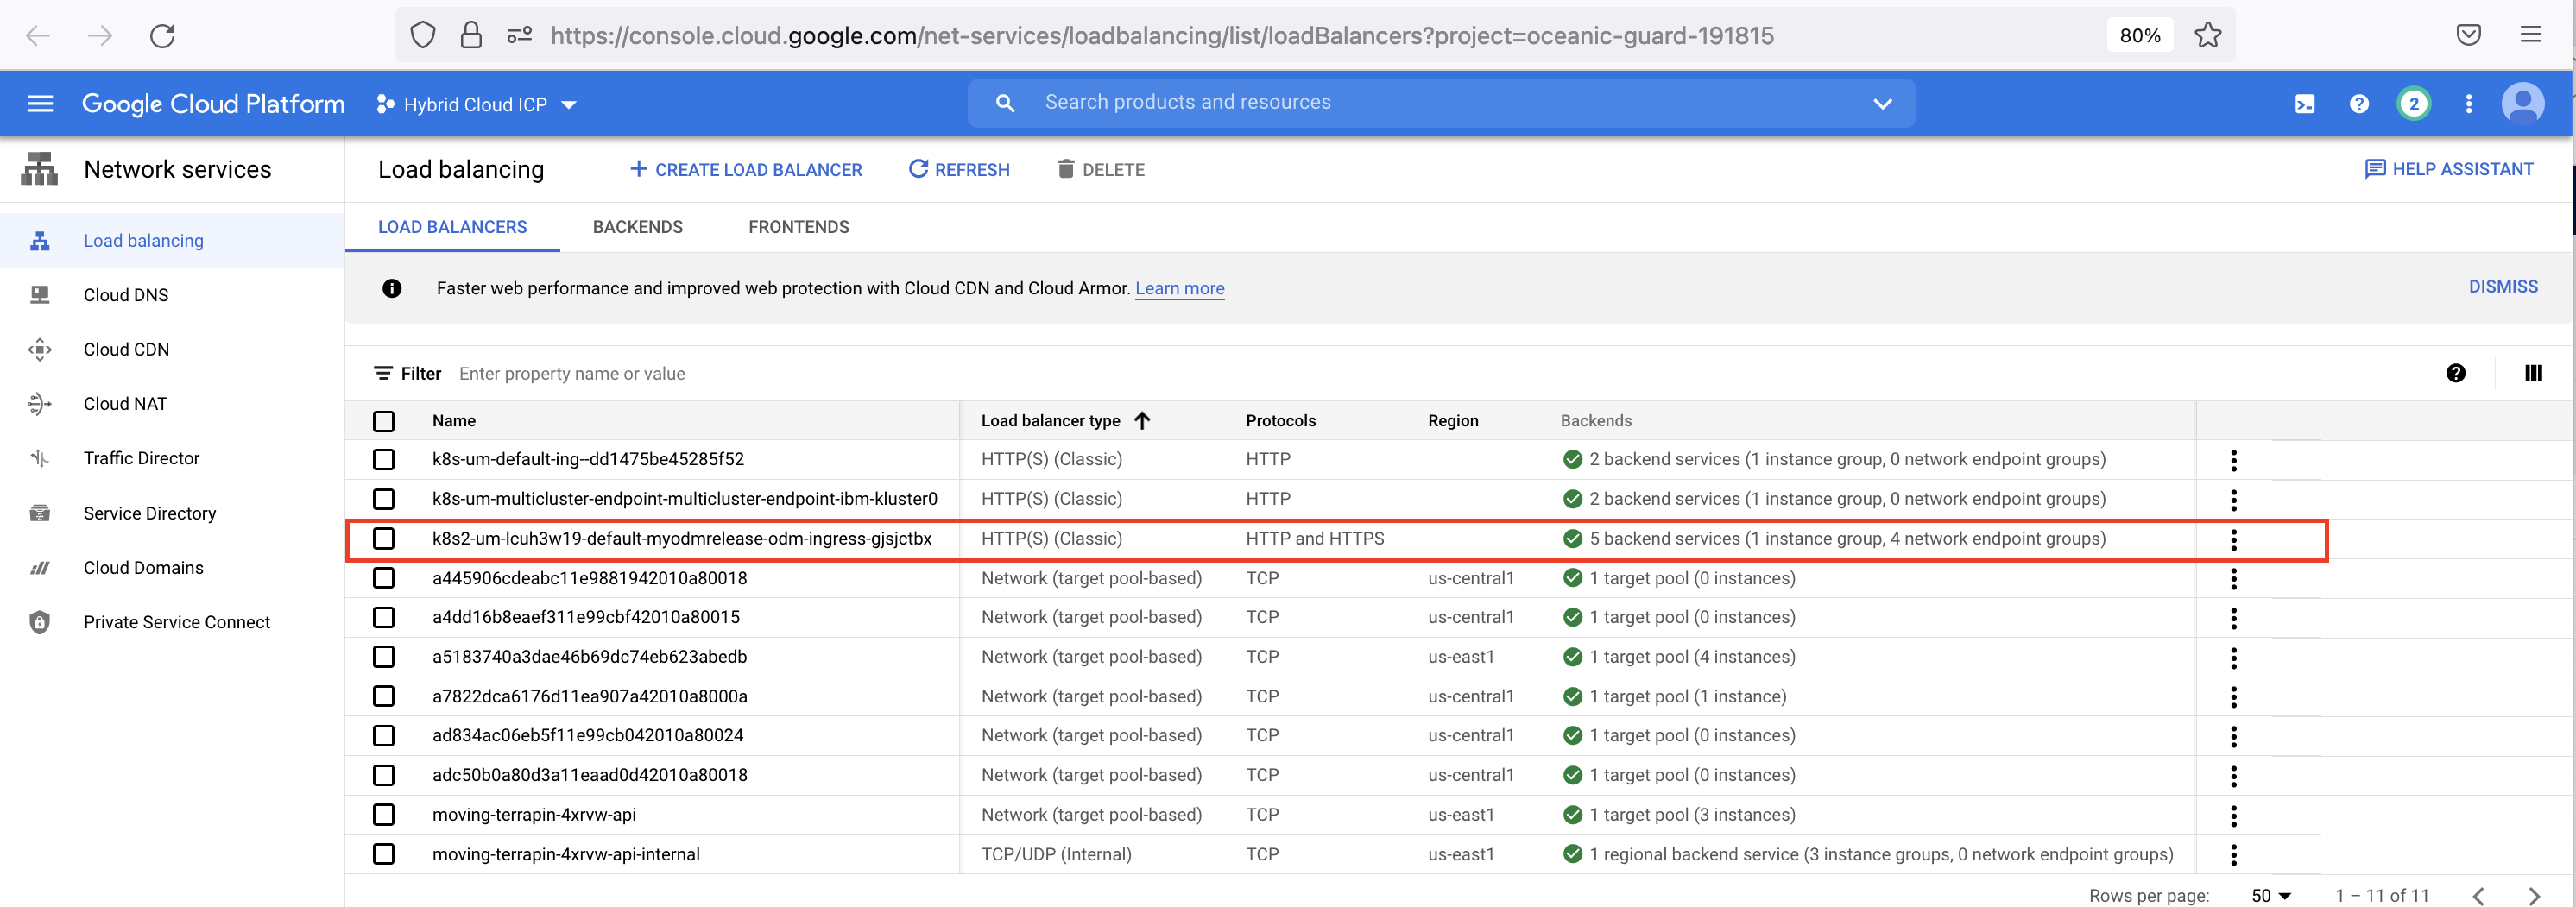 https://console.cloud.google.com/net-services/loadbalancing/list/loadBalancers?project=oceanic-guard-191815 80%
Google Cloud Platform Hybrid Cloud ICP Search products and resources 2
Network services Load balancing CREATE LOAD BALANCER REFRESH DELETE HELP ASSISTANT
LOAD BALANCERS BACKENDS FRONTENDS
Load balancing
Cloud DNS
Cloud CDN
Cloud NAT
Traffic Director
Service Directory
Cloud Domains
Private Service Connect
Faster web performance and improved web protection with Cloud CDN and Cloud Armor. Learn more DISMISS
Filter Enter property name or value
Name Load balancer type Protocols Region Backends
k8s-um-default-ing--dd1475be45285f52 HTTP(S) (Classic) HTTP 2 backend services (1 instance group, 0 network endpoint groups)
k8s-um-multicluster-endpoint-multicluster-endpoint-ibm-kluster0 HTTP(S) (Classic) HTTP 2 backend services (1 instance group, 0 network endpoint groups)
k8s2-um-lcuh3w19-default-myodmrelease-odm-ingress-gjsjctbx HTTP(S) (Classic) HTTP and HTTPS 5 backend services (1 instance group, 4 network endpoint groups)
a445906cdeabc11e9881942010a80018 Network (target pool-based) TCP us-central1 1 target pool (0 instances)
a4dd16b8eaef311e99cbf42010a80015 Network (target pool-based) TCP us-central1 1 target pool (0 instances)
a5183740a3dae46b69dc74eb623abedb Network (target pool-based) TCP us-east1 1 target pool (4 instances)
a7822dca6176d11ea907a42010a8000a Network (target pool-based) TCP us-central1 1 target pool (1 instance)
ad834ac06eb5f11e99cb042010a80024 Network (target pool-based) TCP us-central1 1 target pool (0 instances)
adc50b0a80d3a11eaad0d42010a80018 Network (target pool-based) TCP us-central1 1 target pool (0 instances)
moving-terrapin-4xrvw-api Network (target pool-based) TCP us-east1 1 target pool (3 instances)
moving-terrapin-4xrvw-api-internal TCP/UDP (Internal) TCP us-east1 1 regional backend service (3 instance groups, 0 network endpoint groups)
Rows per page: 50 1 – 11 of 11